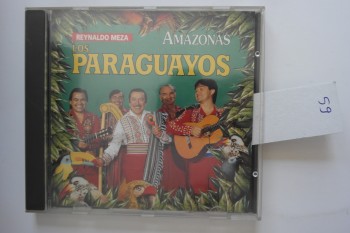 REYNALDO MEZA
AMAZONAS
LOS
PARAGUAYOS
59